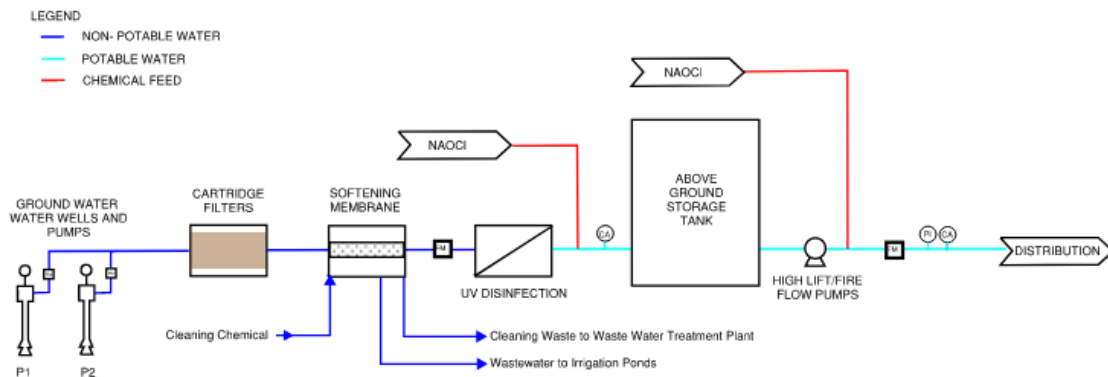 LEGEND
NON- POTABLE WATER
POTABLE WATER
CHEMICAL FEED
NAOCI
NAOCI
GROUND WATER
WATER WELLS AND
PUMPS
CARTRIDGE
FILTERS
SOFTENING
MEMBRANE
ABOVE
GROUND
STORAGE
TANK
FM
CA
FM
PI
CA
DISTRIBUTION
UV DISINFECTION
HIGH LIFT/FIRE
FLOW PUMPS
Cleaning Chemical
Cleaning Waste to Waste Water Treatment Plant
Wastewater to Irrigation Ponds
P1
P2